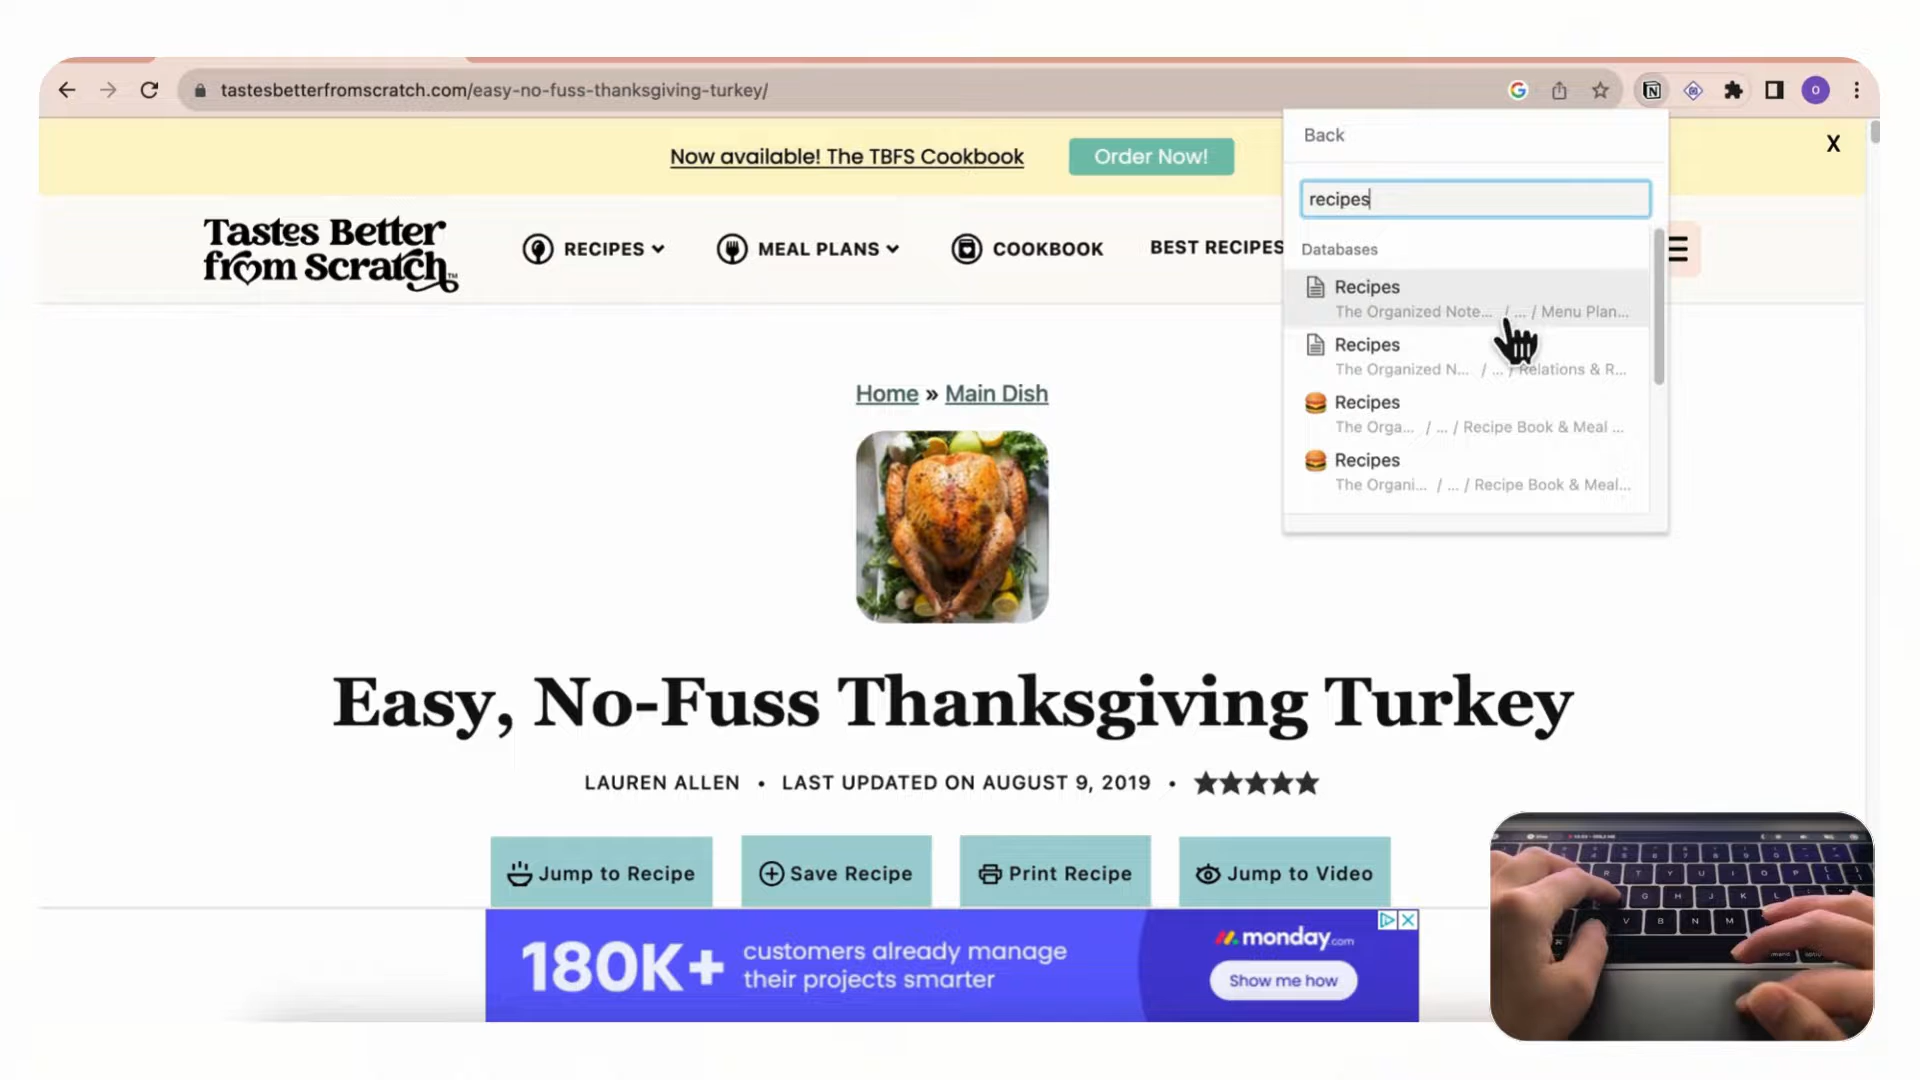 tastesbetterfromscratch.com/easy-no-fuss-thanksgiving-turkey/
Back
Now available! The TBFS Cookbook
Order Now!
X
recipes
Tastes Better
from Scratch™
RECIPES
MEAL PLANS
COOKBOOK
BEST RECIPES
Databases
Recipes
The Organized Note... / ... / Menu Plan...
Recipes
The Organized N... / ... / Relations & R...
Recipes
The Orga... / ... / Recipe Book & Meal ...
Recipes
The Organi... / ... / Recipe Book & Meal...
Home » Main Dish
Easy, No-Fuss Thanksgiving Turkey
LAUREN ALLEN • LAST UPDATED ON AUGUST 9, 2019 •
Jump to Recipe
Save Recipe
Print Recipe
Jump to Video
180K+
customers already manage
their projects smarter
monday.com
Show me how